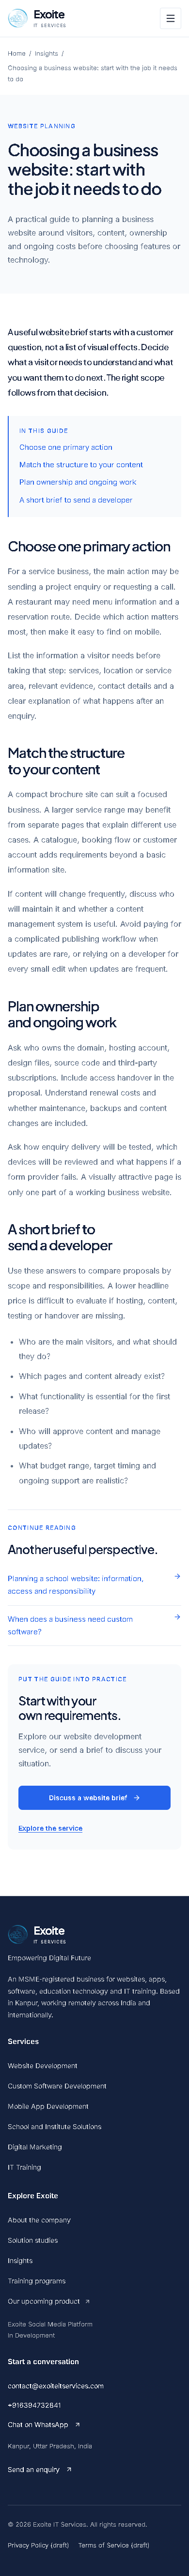 Exoite
IT SERVICES
Home / Insights /
Choosing a business website: start with the job it needs
to do
WEBSITE PLANNING
Choosing a business
website: start with
the job it needs to do
A practical guide to planning a business
website around visitors, content, ownership
and ongoing costs before choosing features or
technology.
A useful website brief starts with a customer
question, not a list of visual effects. Decide
what a visitor needs to understand and what
you want them to do next. The right scope
follows from that decision.
IN THIS GUIDE
Choose one primary action
Match the structure to your content
Plan ownership and ongoing work
A short brief to send a developer
Choose one primary action
For a service business, the main action may be
sending a project enquiry or requesting a call.
A restaurant may need menu information and a
reservation route. Decide which action matters
most, then make it easy to find on mobile.
List the information a visitor needs before
taking that step: services, location or service
area, relevant evidence, contact details and a
clear explanation of what happens after an
enquiry.
Match the structure
to your content
A compact brochure site can suit a focused
business. A larger service range may benefit
from separate pages that explain different use
cases. A catalogue, booking flow or customer
account adds requirements beyond a basic
information site.
If content will change frequently, discuss who
will maintain it and whether a content
management system is useful. Avoid paying for
a complicated publishing workflow when
updates are rare, or relying on a developer for
every small edit when updates are frequent.
Plan ownership
and ongoing work
Ask who owns the domain, hosting account,
design files, source code and third-party
subscriptions. Include access handover in the
proposal. Understand renewal costs and
whether maintenance, backups and content
changes are included.
Ask how enquiry delivery will be tested, which
devices will be reviewed and what happens if a
form provider fails. A visually attractive page is
only one part of a working business website.
A short brief to
send a developer
Use these answers to compare proposals by
scope and responsibilities. A lower headline
price is difficult to evaluate if hosting, content,
testing or handover are missing.
• Who are the main visitors, and what should
they do?
• Which pages and content already exist?
• What functionality is essential for the first
release?
• Who will approve content and manage
updates?
• What budget range, target timing and
ongoing support are realistic?
CONTINUE READING
Another useful perspective.
Planning a school website: information,
access and responsibility →
When does a business need custom
software? →
PUT THE GUIDE INTO PRACTICE
Start with your
own requirements.
Explore our website development
service, or send a brief to discuss your
situation.
Discuss a website brief →
Explore the service
Exoite
IT SERVICES
Empowering Digital Future
An MSME-registered business for websites, apps,
software, education technology and IT training. Based
in Kanpur, working remotely across India and
internationally.
Services
Website Development
Custom Software Development
Mobile App Development
School and Institute Solutions
Digital Marketing
IT Training
Explore Exoite
About the company
Solution studies
Insights
Training programs
Our upcoming product ↗
Exoite Social Media Platform
In Development
Start a conversation
contact@exoiteitservices.com
+916394732841
Chat on WhatsApp ↗
Kanpur, Uttar Pradesh, India
Send an enquiry ↗
© 2026 Exoite IT Services. All rights reserved.
Privacy Policy (draft) Terms of Service (draft)